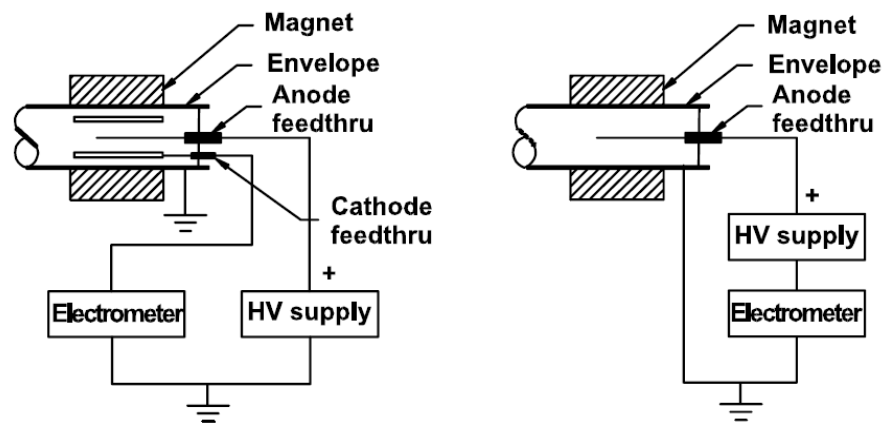 Magnet
Envelope
Anode
feedthru
Cathode
feedthru
+
Electrometer
HV supply
Magnet
Envelope
Anode
feedthru
+
HV supply
Electrometer